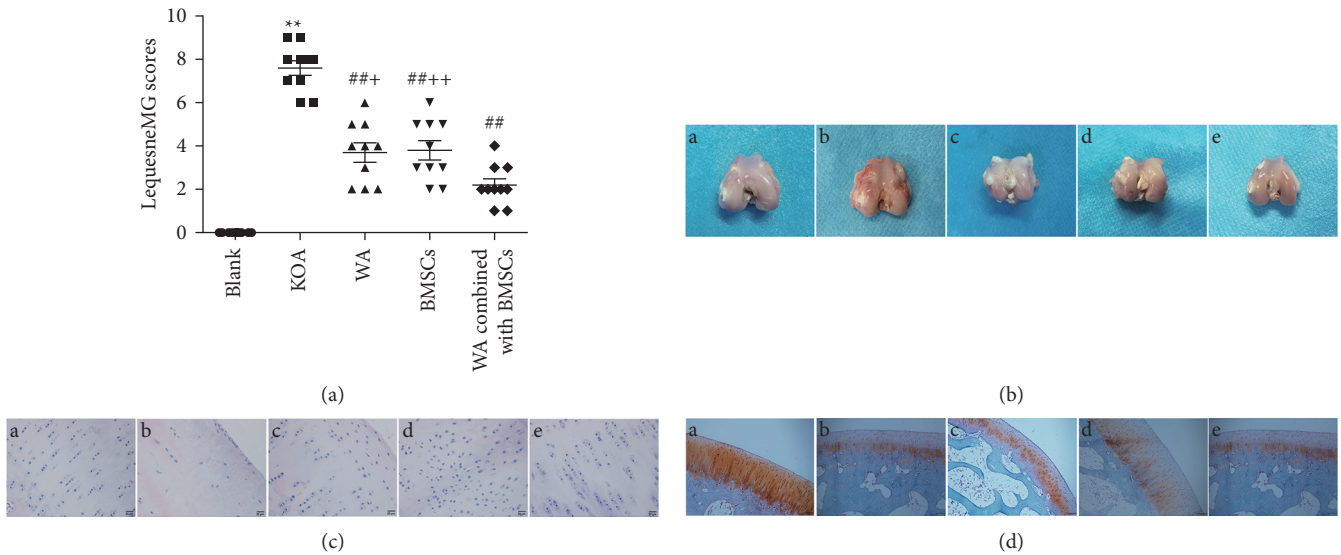 LequesneMG scores
10
8
6
4
2
0
**
##+
##++
##
Blank
KOA
WA
BMSCs
WA combined
with BMSCs
(a)
a
b
c
d
e
(b)
a
b
c
d
e
(c)
a
b
c
d
e
(d)